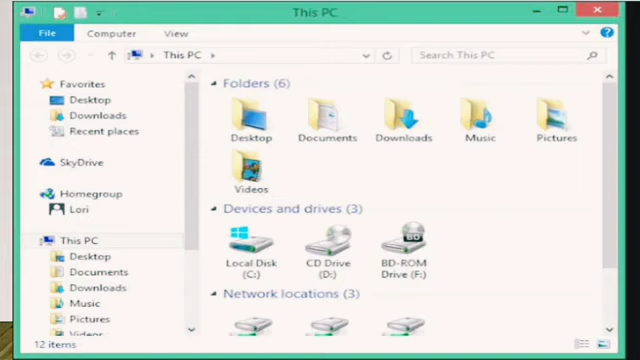 This PC
File Computer View
This PC
Search This PC
Favorites
Desktop
Downloads
Recent places
SkyDrive
Homegroup
Lori
This PC
Desktop
Documents
Downloads
Music
Pictures
Videos
Folders (6)
Desktop Documents Downloads Music Pictures
Videos
Devices and drives (3)
Local Disk (C:)
CD Drive (D:)
BD-ROM Drive (F:)
BD
Network locations (3)
12 items